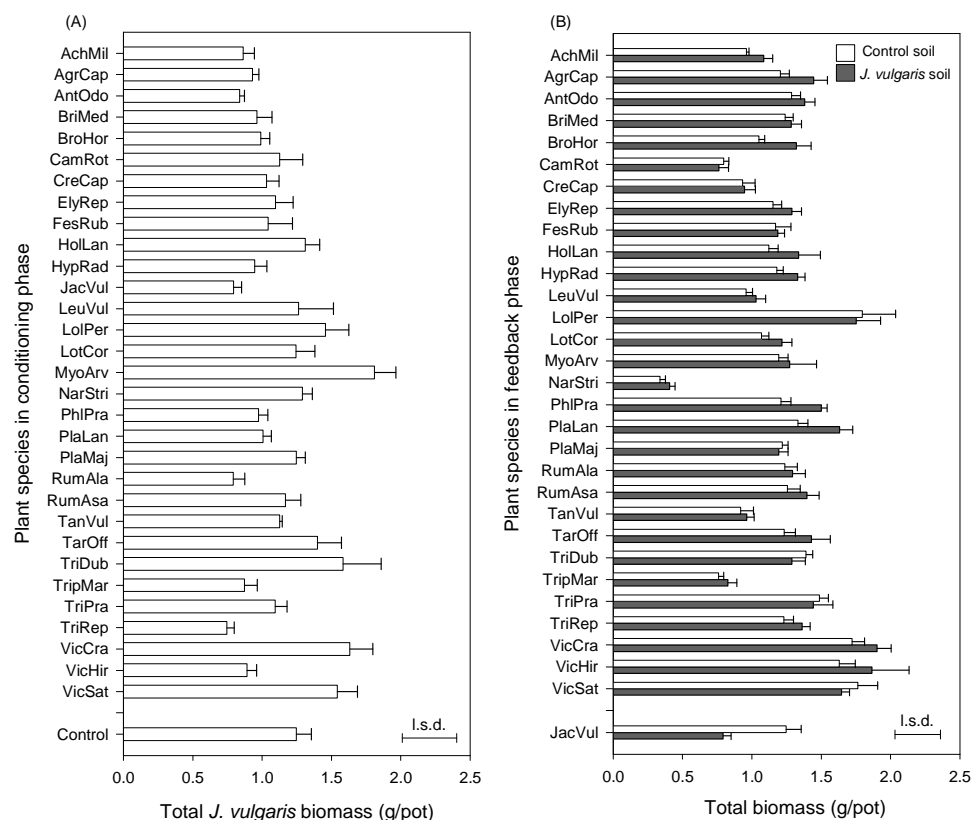 (A)
Plant species in conditioning phase
AchMil
AgrCap
AntOdo
BriMed
BroHor
CamRot
CreCap
ElyRep
FesRub
HolLan
HypRad
JacVul
LeuVul
LolPer
LotCor
MyoArv
NarStri
PhlPra
PlaLan
PlaMaj
RumAla
RumAsa
TanVul
TarOff
TriDub
TripMar
TriPra
TriRep
VicCra
VicHir
VicSat
Control
l.s.d.
0.0 0.5 1.0 1.5 2.0 2.5
Total J. vulgaris biomass (g/pot)
(B)
Control soil
J. vulgaris soil
Plant species in feedback phase
AchMil
AgrCap
AntOdo
BriMed
BroHor
CamRot
CreCap
ElyRep
FesRub
HolLan
HypRad
LeuVul
LolPer
LotCor
MyoArv
NarStri
PhlPra
PlaLan
PlaMaj
RumAla
RumAsa
TanVul
TarOff
TriDub
TripMar
TriPra
TriRep
VicCra
VicHir
VicSat
JacVul
l.s.d.
0.0 0.5 1.0 1.5 2.0 2.5
Total biomass (g/pot)